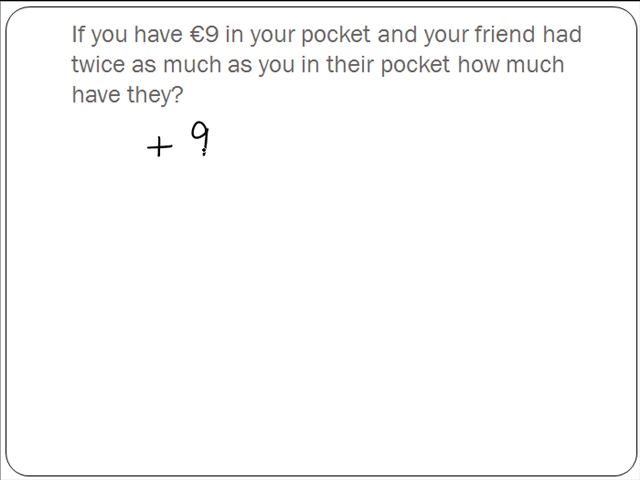 If you have €9 in your pocket and your friend had
twice as much as you in their pocket how much
have they?
+ 9